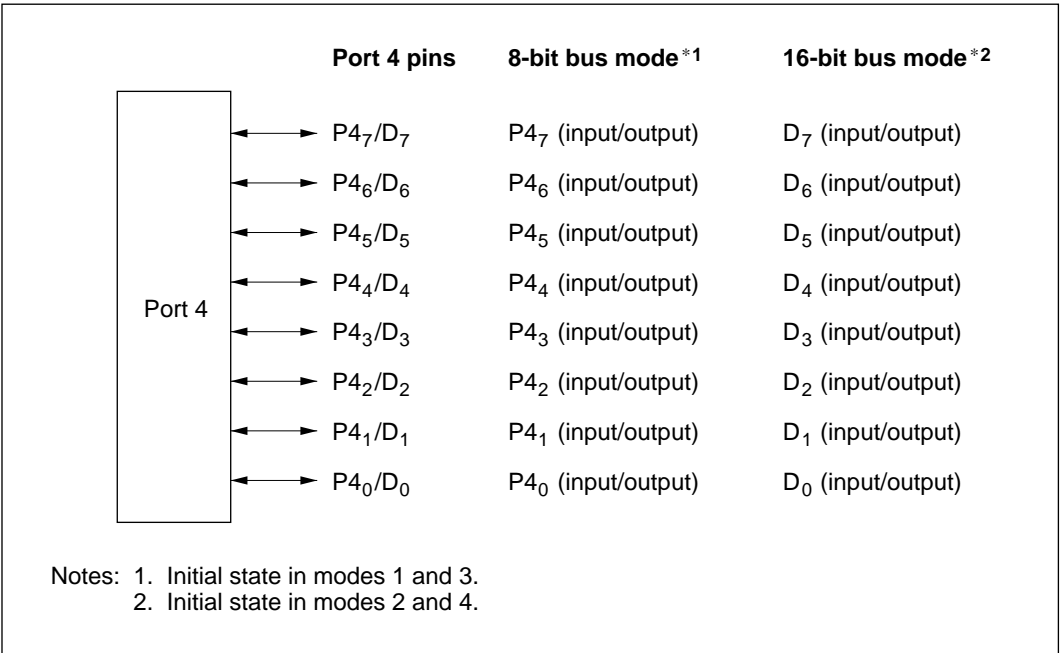 Port 4 pins 8-bit bus mode*1 16-bit bus mode*2
P4₇/D₇ P4₇ (input/output) D₇ (input/output)
P4₆/D₆ P4₆ (input/output) D₆ (input/output)
P4₅/D₅ P4₅ (input/output) D₅ (input/output)
P4₄/D₄ P4₄ (input/output) D₄ (input/output)
Port 4
P4₃/D₃ P4₃ (input/output) D₃ (input/output)
P4₂/D₂ P4₂ (input/output) D₂ (input/output)
P4₁/D₁ P4₁ (input/output) D₁ (input/output)
P4₀/D₀ P4₀ (input/output) D₀ (input/output)
Notes: 1. Initial state in modes 1 and 3.
2. Initial state in modes 2 and 4.